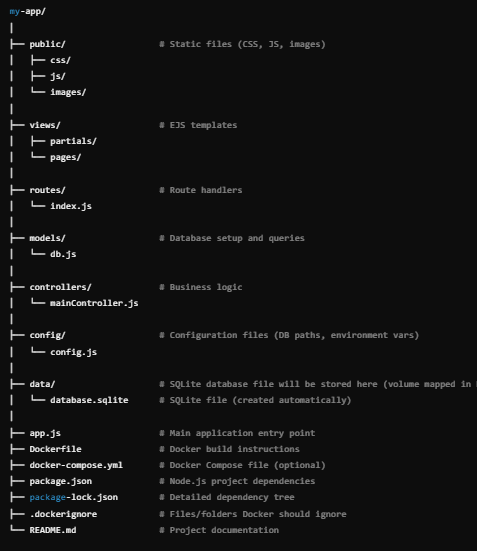 my-app/
│
├── public/                  # Static files (CSS, JS, images)
│   ├── css/
│   ├── js/
│   └── images/
│
├── views/                   # EJS templates
│   ├── partials/
│   └── pages/
│
├── routes/                  # Route handlers
│   └── index.js
│
├── models/                  # Database setup and queries
│   └── db.js
│
├── controllers/             # Business logic
│   └── mainController.js
│
├── config/                  # Configuration files (DB paths, environment vars)
│   └── config.js
│
├── data/                    # SQLite database file will be stored here (volume mapped in
│   └── database.sqlite      # SQLite file (created automatically)
│
├── app.js                   # Main application entry point
├── Dockerfile               # Docker build instructions
├── docker-compose.yml       # Docker Compose file (optional)
├── package.json             # Node.js project dependencies
├── package-lock.json        # Detailed dependency tree
├── .dockerignore            # Files/folders Docker should ignore
└── README.md                # Project documentation